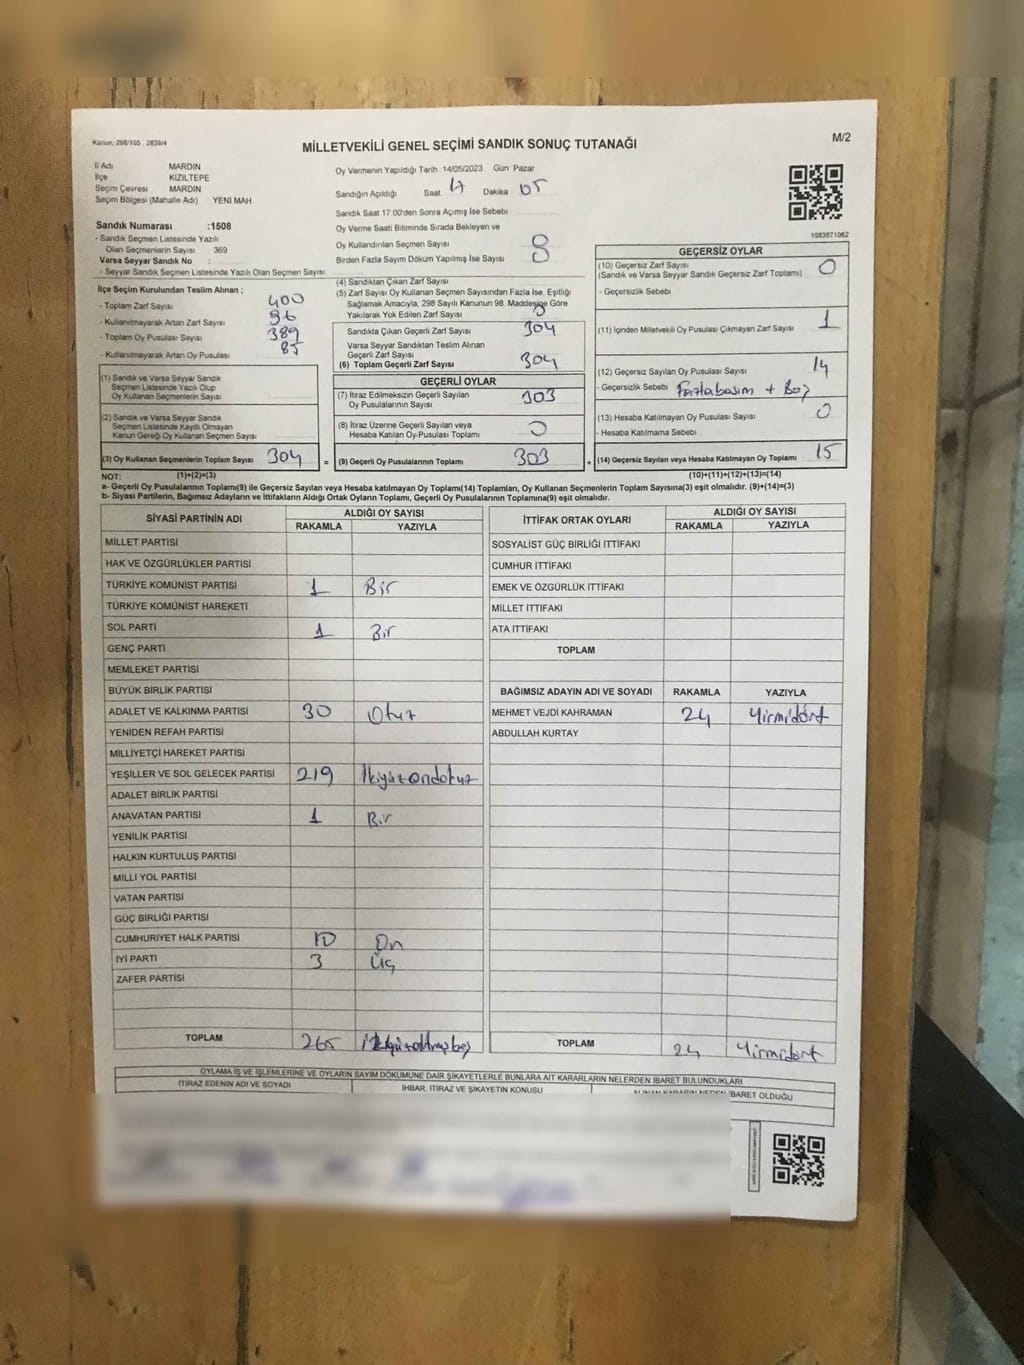 Kanun, 298/105 , 2839/4
MİLLETVEKİLİ GENEL SEÇİMİ SANDIK SONUÇ TUTANAĞI
M/2
İl Adı MARDİN
İlçe KIZILTEPE
Seçim Çevresi MARDİN
Seçim Bölgesi (Mahalle Adı) YENİ MAH.
Oy Vermenin Yapıldığı Tarih 14/05/2023 Gün Pazar
Sandığın Açıldığı Saat 17 Dakika 05
Sandık Saat 17:00'den Sonra Açımış İse Sebebi
Sandık Numarası :1508
- Sandık Seçmen Listesinde Yazılı
Olan Seçmenlerin Sayısı 369
Varsa Seyyar Sandık No :
- Seyyar Sandık Seçmen Listesinde Yazılı Olan Seçmen Sayısı
Oy Verme Saati Bitiminde Sırada Bekleyen ve
Oy Kullandırılan Seçmen Sayısı 8
Birden Fazla Sayım Döküm Yapılmış İse Sayısı
1083871062
İlçe Seçim Kurulundan Teslim Alınan ;
- Toplam Zarf Sayısı 400
- Kullanılmayarak Artan Zarf Sayısı 96
- Toplam Oy Pusulası Sayısı 389
- Kullanılmayarak Artan Oy Pusulası 85
(1) Sandık ve Varsa Seyyar Sandık
Seçmen Listesinde Yazılı Olup
Oy Kullanan Seçmenlerin Sayısı
(2) Sandık ve Varsa Seyyar Sandık
Seçmen Listesinde Kayıtlı Olmayan
Kanun Gereği Oy Kullanan Seçmen Sayısı
(3) Oy Kullanan Seçmenlerin Toplam Sayısı 304 =
(1)+(2)=(3)
(4) Sandıktan Çıkan Zarf Sayısı
(5) Zarf Sayısı Oy Kullanan Seçmen Sayısından Fazla İse, Eşitliği
Sağlamak Amacıyla, 298 Sayılı Kanunun 98. Maddesine Göre
Yakılarak Yok Edilen Zarf Sayısı 0
Sandıkta Çıkan Geçerli Zarf Sayısı 304
Varsa Seyyar Sandıktan Teslim Alınan
Geçerli Zarf Sayısı
(6) Toplam Geçerli Zarf Sayısı 304
GEÇERLİ OYLAR
(7) İtiraz Edilmeksizin Geçerli Sayılan
Oy Pusulalarının Sayısı 303
(8) İtiraz Üzerine Geçerli Sayılan veya
Hesaba Katılan Oy Pusulası Toplamı 0
(9) Geçerli Oy Pusulalarının Toplamı 303 +
GEÇERSİZ OYLAR
(10) Geçersiz Zarf Sayısı 0
(Sandık ve Varsa Seyyar Sandık Geçersiz Zarf Toplamı)
- Geçersizlik Sebebi
(11) İçinden Milletvekili Oy Pusulası Çıkmayan Zarf Sayısı 1
(12) Geçersiz Sayılan Oy Pusulası Sayısı 14
- Geçersizlik Sebebi Fazlabasım + Boş
(13) Hesaba Katılmayan Oy Pusulası Sayısı 0
- Hesaba Katılmama Sebebi
(14) Geçersiz Sayılan veya Hesaba Katılmayan Oy Toplamı 15
(10)+(11)+(12)+(13)=(14)
NOT:
a- Geçerli Oy Pusulalarının Toplamı(9) ile Geçersiz Sayılan veya Hesaba Katılmayan Oy Toplamı(14) Toplamları, Oy Kullanan Seçmenlerin Toplam Sayısına(3) eşit olmalıdır. (9)+(14)=(3)
b- Siyasi Partilerin, Bağımsız Adayların ve İttifakların Aldığı Ortak Oyların Toplamı, Geçerli Oy Pusulalarının Toplamına(9) eşit olmalıdır.
SİYASİ PARTİNİN ADI ALDIĞI OY SAYISI
RAKAMLA YAZIYLA
MİLLET PARTİSİ
HAK VE ÖZGÜRLÜKLER PARTİSİ
TÜRKİYE KOMÜNİST PARTİSİ 1 Bir
TÜRKİYE KOMÜNİST HAREKETİ
SOL PARTİ 1 Bir
GENÇ PARTİ
MEMLEKET PARTİSİ
BÜYÜK BİRLİK PARTİSİ
ADALET VE KALKINMA PARTİSİ 30 Otuz
YENİDEN REFAH PARTİSİ
MİLLİYETÇİ HAREKET PARTİSİ
YEŞİLLER VE SOL GELECEK PARTİSİ 219 İkiyüzondokuz
ADALET BİRLİK PARTİSİ
ANAVATAN PARTİSİ 1 Bir
YENİLİK PARTİSİ
HALKIN KURTULUŞ PARTİSİ
MİLLİ YOL PARTİSİ
VATAN PARTİSİ
GÜÇ BİRLİĞİ PARTİSİ
CUMHURİYET HALK PARTİSİ 10 On
İYİ PARTİ 3 Üç
ZAFER PARTİSİ
TOPLAM 265 ikiyüzaltmışbeş
İTTİFAK ORTAK OYLARI ALDIĞI OY SAYISI
RAKAMLA YAZIYLA
SOSYALİST GÜÇ BİRLİĞİ İTTİFAKI
CUMHUR İTTİFAKI
EMEK VE ÖZGÜRLÜK İTTİFAKI
MİLLET İTTİFAKI
ATA İTTİFAKI
TOPLAM
BAĞIMSIZ ADAYIN ADI VE SOYADI RAKAMLA YAZIYLA
MEHMET VEJDİ KAHRAMAN 24 Yirmidört
ABDULLAH KURTAY
TOPLAM 24 Yirmidört
OYLAMA İŞ VE İŞLEMLERİNE VE OYLARIN SAYIM DÖKÜMÜNE DAİR ŞİKAYETLERLE BUNLARA AİT KARARLARIN NELERDEN İBARET BULUNDUKLARI
İTİRAZ EDENİN ADI VE SOYADI İHBAR, İTİRAZ VE ŞİKAYETİN KONUSU ALINAN KARARIN NEDEN İBARET OLDUĞU